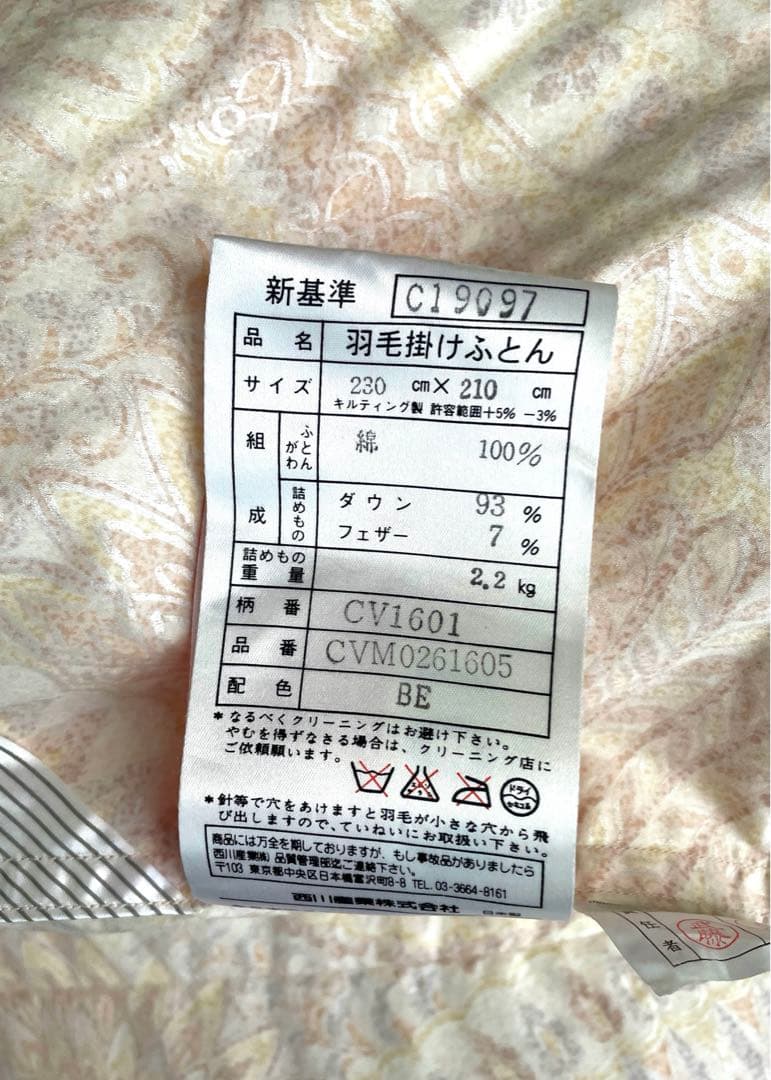 新基準 C19097
品名 羽毛掛けふとん
サイズ 230 cm×210 cm
キルティング製 許容範囲+5% -3%
組成 ふとんがわ 綿 100%
詰めもの ダウン 93 %
フェザー 7 %
詰めもの重量 2.2 kg
柄番 CV1601
品番 CVM0261605
配色 BE
*なるべくクリーニングはお避け下さい。
やむを得ずなさる場合は、クリーニング店に
ご依頼願います。
ドライ
*針等で穴をあけますと羽毛が小さな穴から飛
び出しますので、ていねいにお取扱い下さい。
商品には万全を期しておりますが、もし事故品がありましたら
西川産業㈱ 品質管理部迄ご連絡下さい。
〒103 東京都中央区日本橋富沢町8-8 TEL.03-3664-8161
西川産業株式会社 日本製
任者